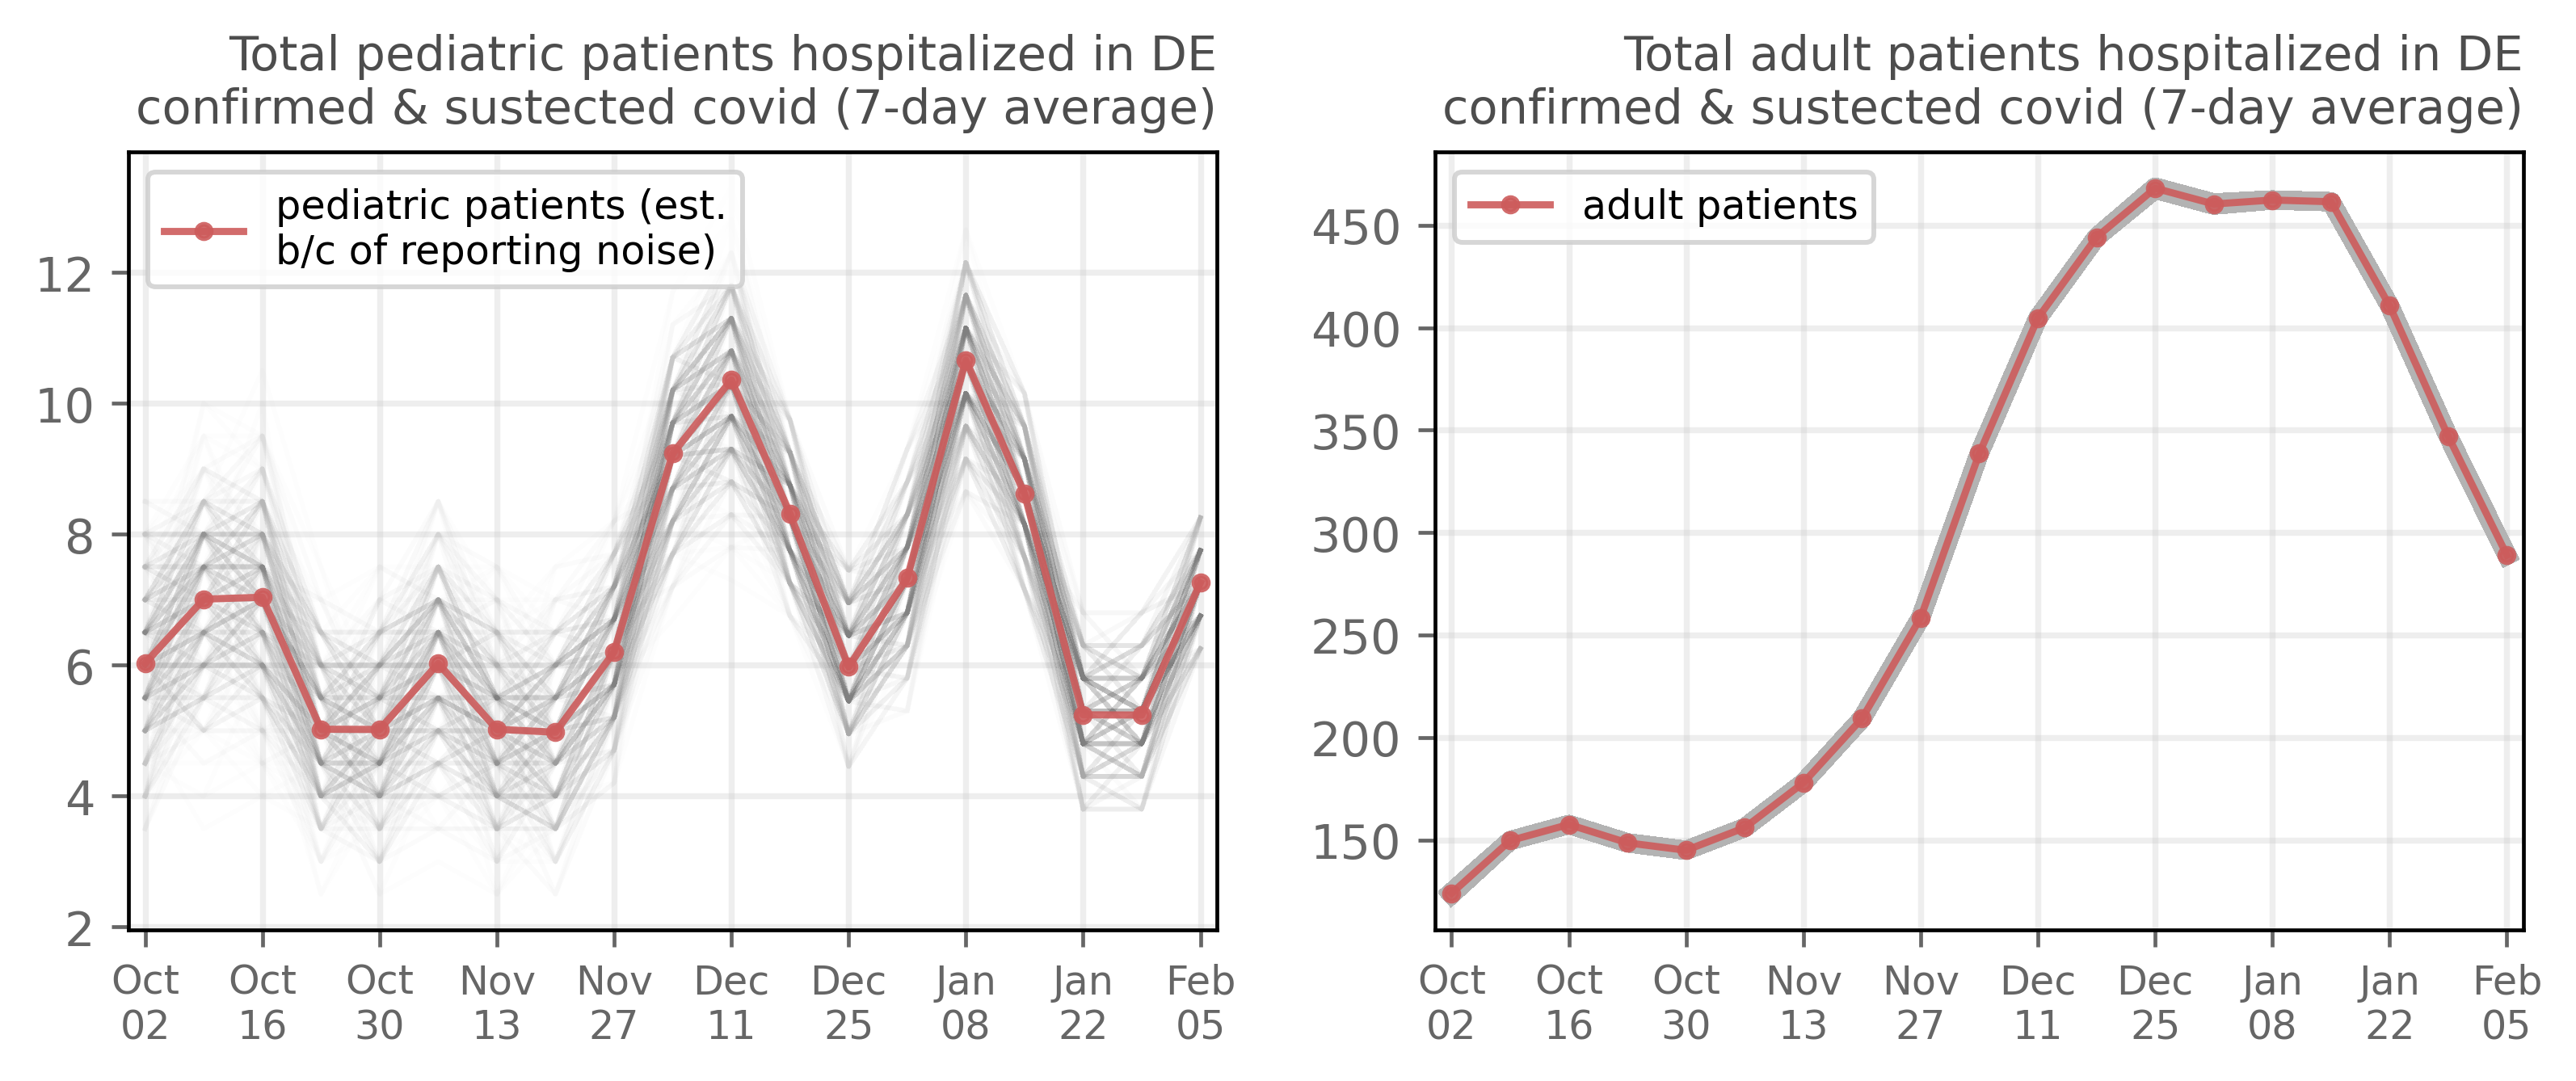 Total pediatric patients hospitalized in DE
confirmed & sustected covid (7-day average)
pediatric patients (est.
b/c of reporting noise)
12
10
8
6
4
2
Oct Oct Oct Nov Nov Dec Dec Jan Jan Feb
02 16 30 13 27 11 25 08 22 05
Total adult patients hospitalized in DE
confirmed & sustected covid (7-day average)
adult patients
450
400
350
300
250
200
150
Oct Oct Oct Nov Nov Dec Dec Jan Jan Feb
02 16 30 13 27 11 25 08 22 05